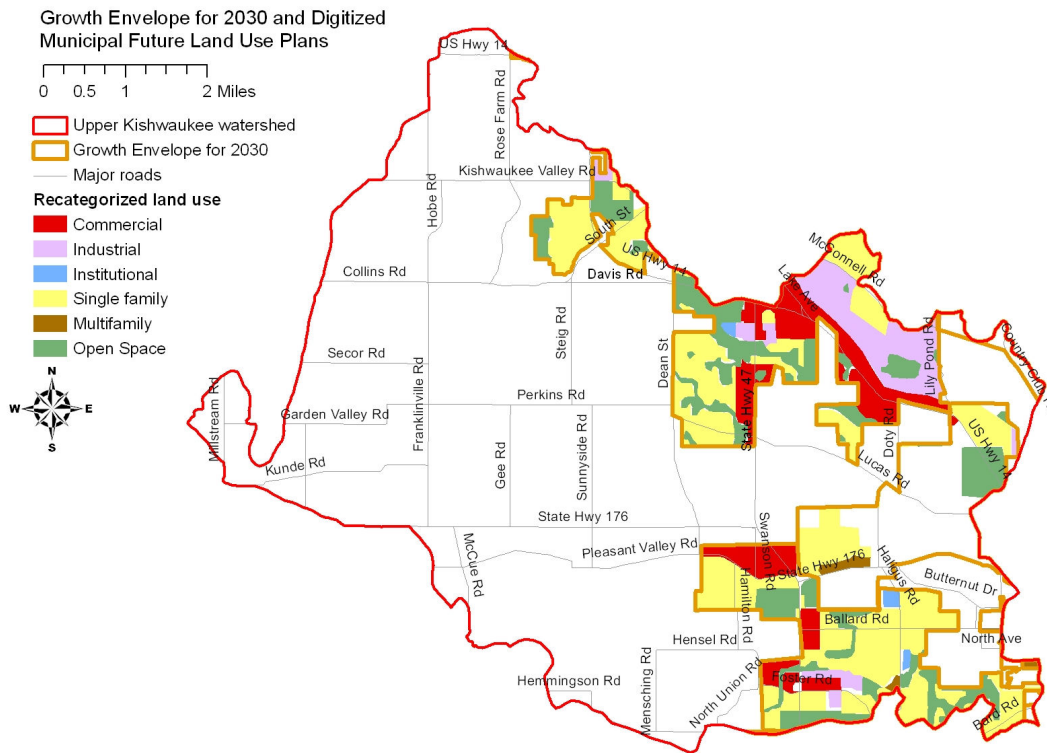 Growth Envelope for 2030 and Digitized
Municipal Future Land Use Plans
0 0.5 1 2 Miles
Upper Kishwaukee watershed
Growth Envelope for 2030
Major roads
Recategorized land use
Commercial
Industrial
Institutional
Single family
Multifamily
Open Space
N
W E
S
US Hwy 14
Rose Farm Rd
Kishwaukee Valley Rd
Hobe Rd
South St
US Hwy 14
McConnell Rd
Collins Rd
Davis Rd
Lake Ave
Steig Rd
Lily Pond Rd
Country Club
Secor Rd
Dean St
Franklinville Rd
Perkins Rd
State Hwy 47
Millstream Rd
Garden Valley Rd
Doty Rd
US Hwy 14
Kunde Rd
Gee Rd
Sunnyside Rd
Lucas Rd
State Hwy 176
McCue Rd
Pleasant Valley Rd
Swanson Rd
State Hwy 176
Hamilton Rd
Haligus Rd
Butternut Dr
Ballard Rd
Hensel Rd
North Ave
Mensching Rd
Hemmingson Rd
North Union Rd
Foster Rd
Bard Rd